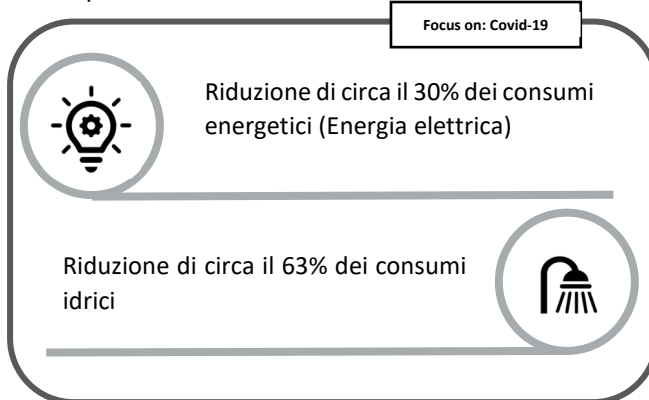 Focus on: Covid-19
Riduzione di circa il 30% dei consumi
energetici (Energia elettrica)
Riduzione di circa il 63% dei consumi
idrici